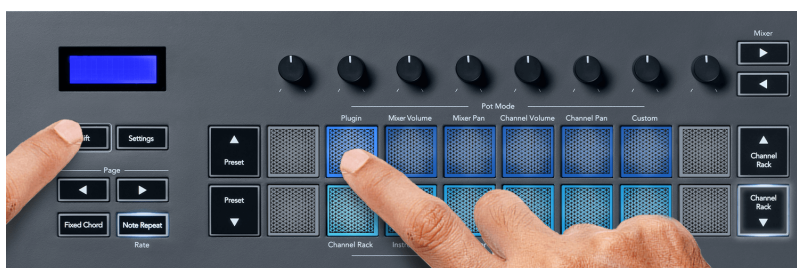 Mixer
Pot Mode
Plugin
Mixer Volume
Mixer Pan
Channel Volume
Channel Pan
Custom
Settings
Preset
Channel
Rack
Page
Preset
Channel
Rack
Fixed Chord
Note Repeat
Rate
Channel Rack